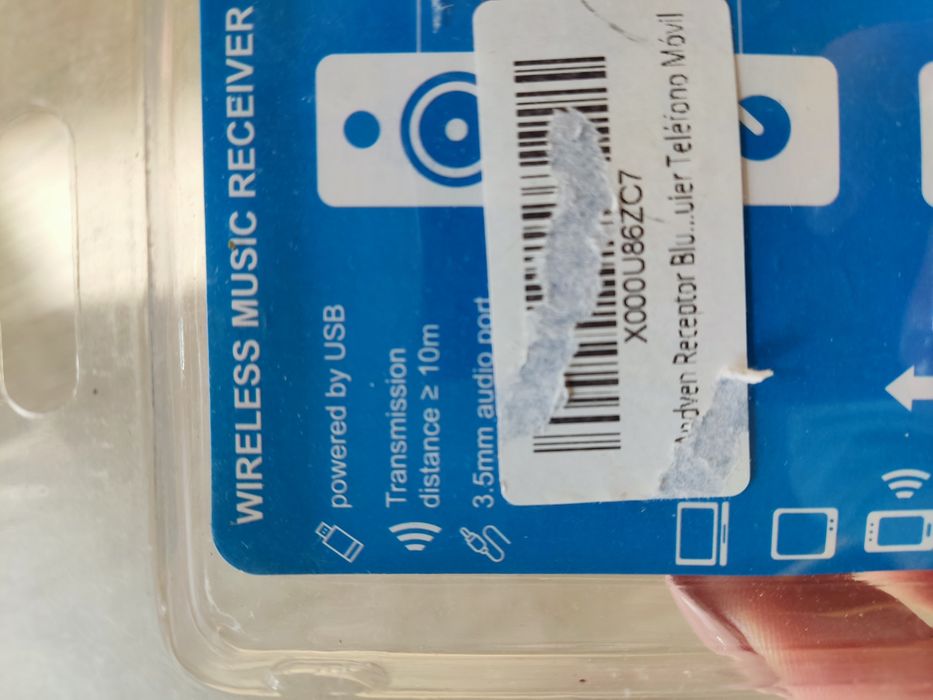 WIRELESS MUSIC RECEIVER
powered by USB
Transmission
distance ≥ 10m
3.5mm audio port
X000U86ZC7
Andven Receptor Blu...uier Teléfono Móvil